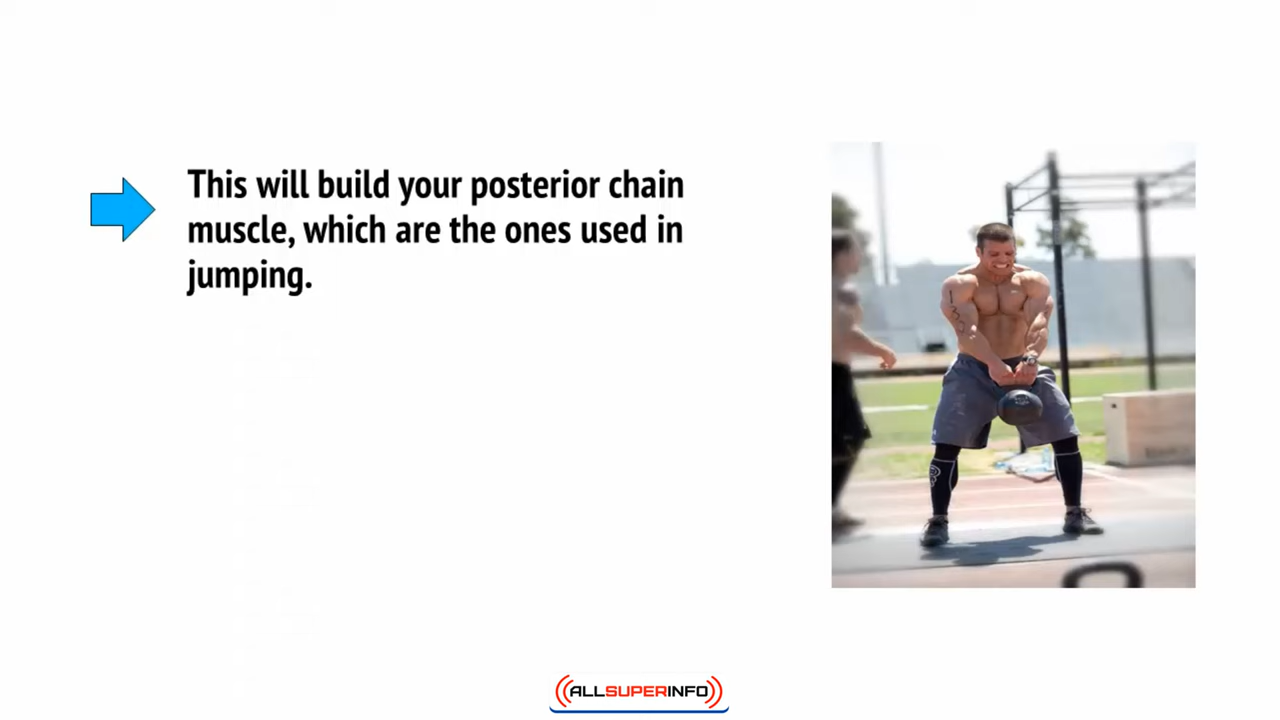 This will build your posterior chain
muscle, which are the ones used in
jumping.
ALLSUPERINFO